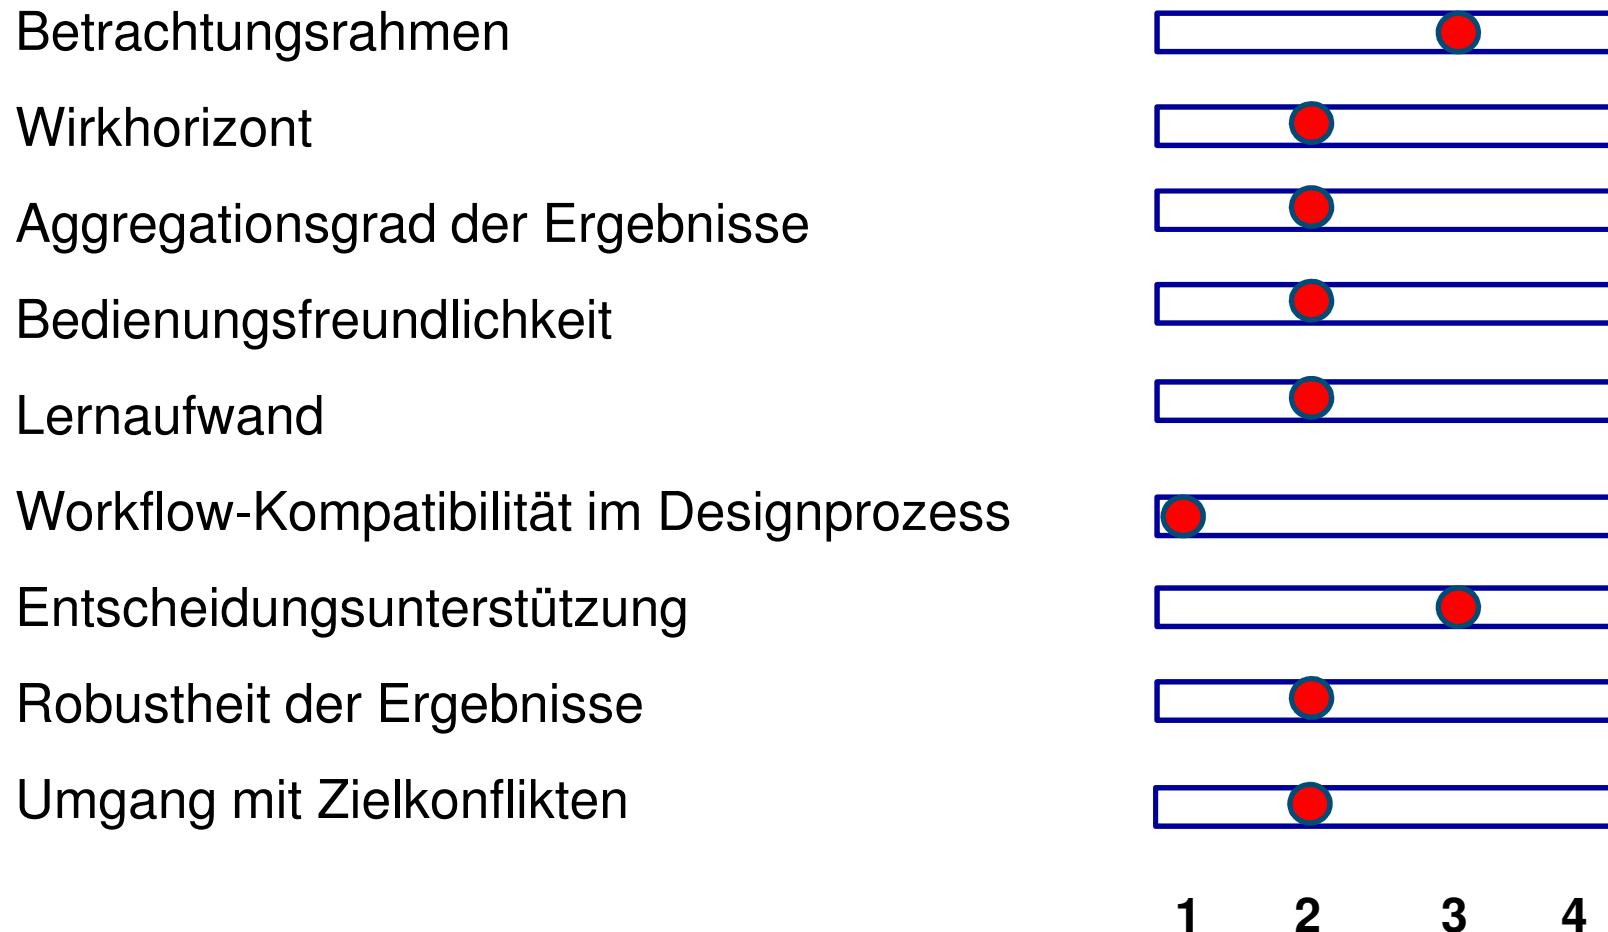 Betrachtungsrahmen
Wirkhorizont
Aggregationsgrad der Ergebnisse
Bedienungsfreundlichkeit
Lernaufwand
Workflow-Kompatibilität im Designprozess
Entscheidungsunterstützung
Robustheit der Ergebnisse
Umgang mit Zielkonflikten
1 2 3 4